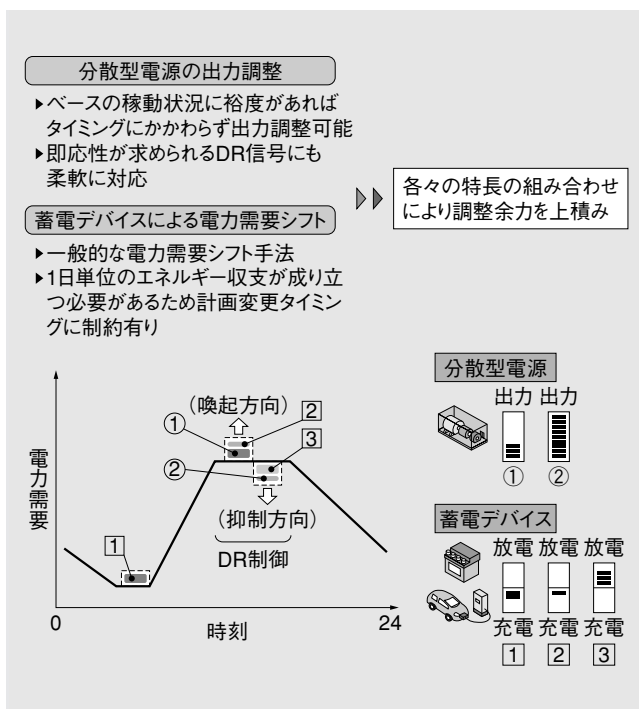 分散型電源の出力調整
▶ベースの稼動状況に裕度があれば
タイミングにかかわらず出力調整可能
▶即応性が求められるDR信号にも
柔軟に対応
蓄電デバイスによる電力需要シフト
▶一般的な電力需要シフト手法
▶1日単位のエネルギー収支が成り立
つ必要があるため計画変更タイミン
グに制約有り
各々の特長の組み合わせ
により調整余力を上積み
電力需要
(喚起方向)
①
2
3
②
(抑制方向)
DR制御
1
0
時刻
24
分散型電源
出力 出力
① ②
蓄電デバイス
放電 放電 放電
充電 充電 充電
1 2 3